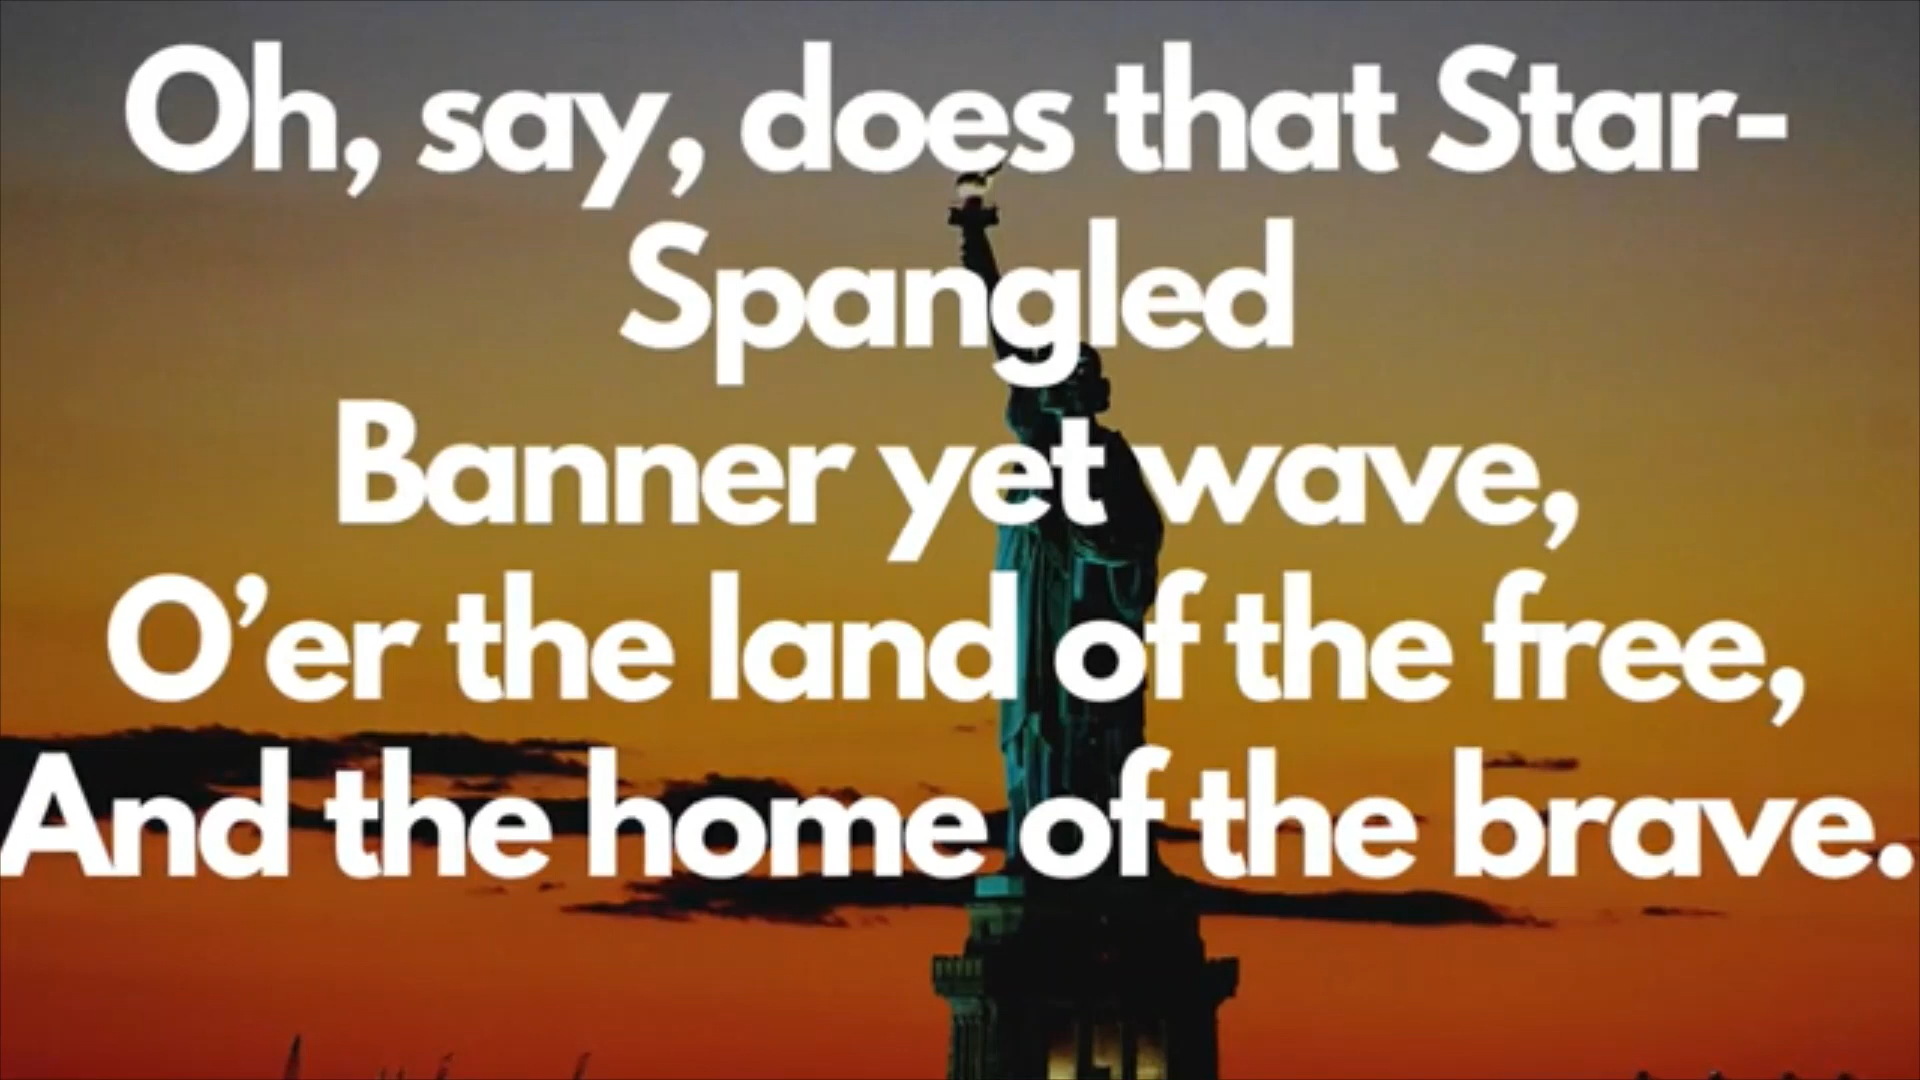 Oh, say, does that Star-
Spangled
Banner yet wave,
O’er the land of the free,
And the home of the brave.